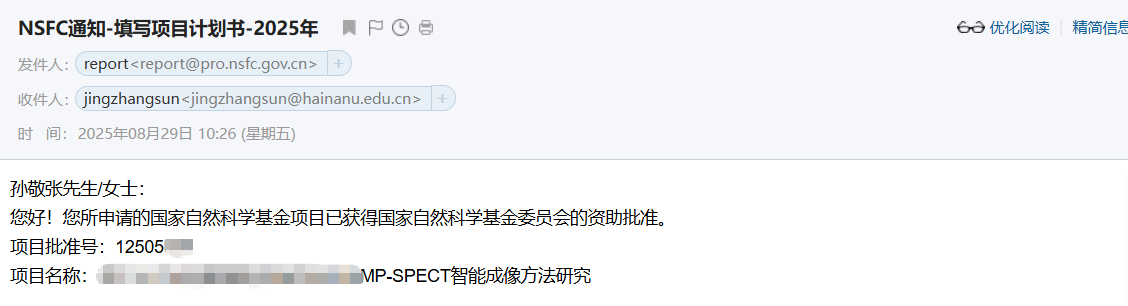 NSFC通知-填写项目计划书-2025年
优化阅读
精简信息
发件人：report<report@pro.nsfc.gov.cn>
收件人：jingzhangsun<jingzhangsun@hainanu.edu.cn>
时 间：2025年08月29日 10:26 (星期五)
孙敬张先生/女士：
您好！您所申请的国家自然科学基金项目已获得国家自然科学基金委员会的资助批准。
项目批准号：12505
项目名称：MP-SPECT智能成像方法研究